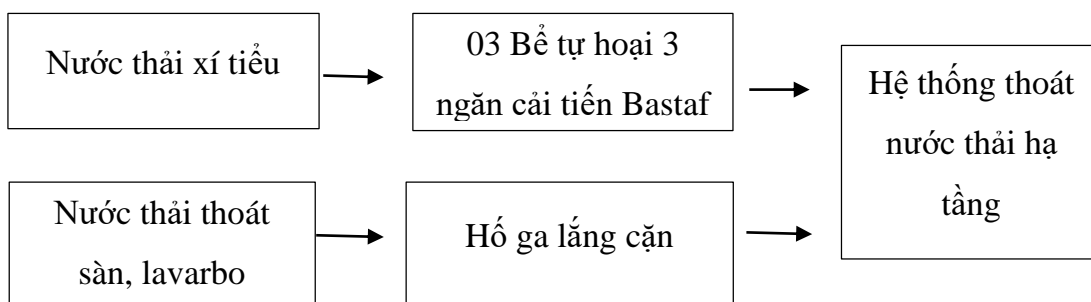 Nước thải xí tiểu
03 Bể tự hoại 3
ngăn cải tiến Bastaf
Hệ thống thoát
nước thải hạ
tầng
Nước thải thoát
sàn, lavarbo
Hố ga lắng cặn